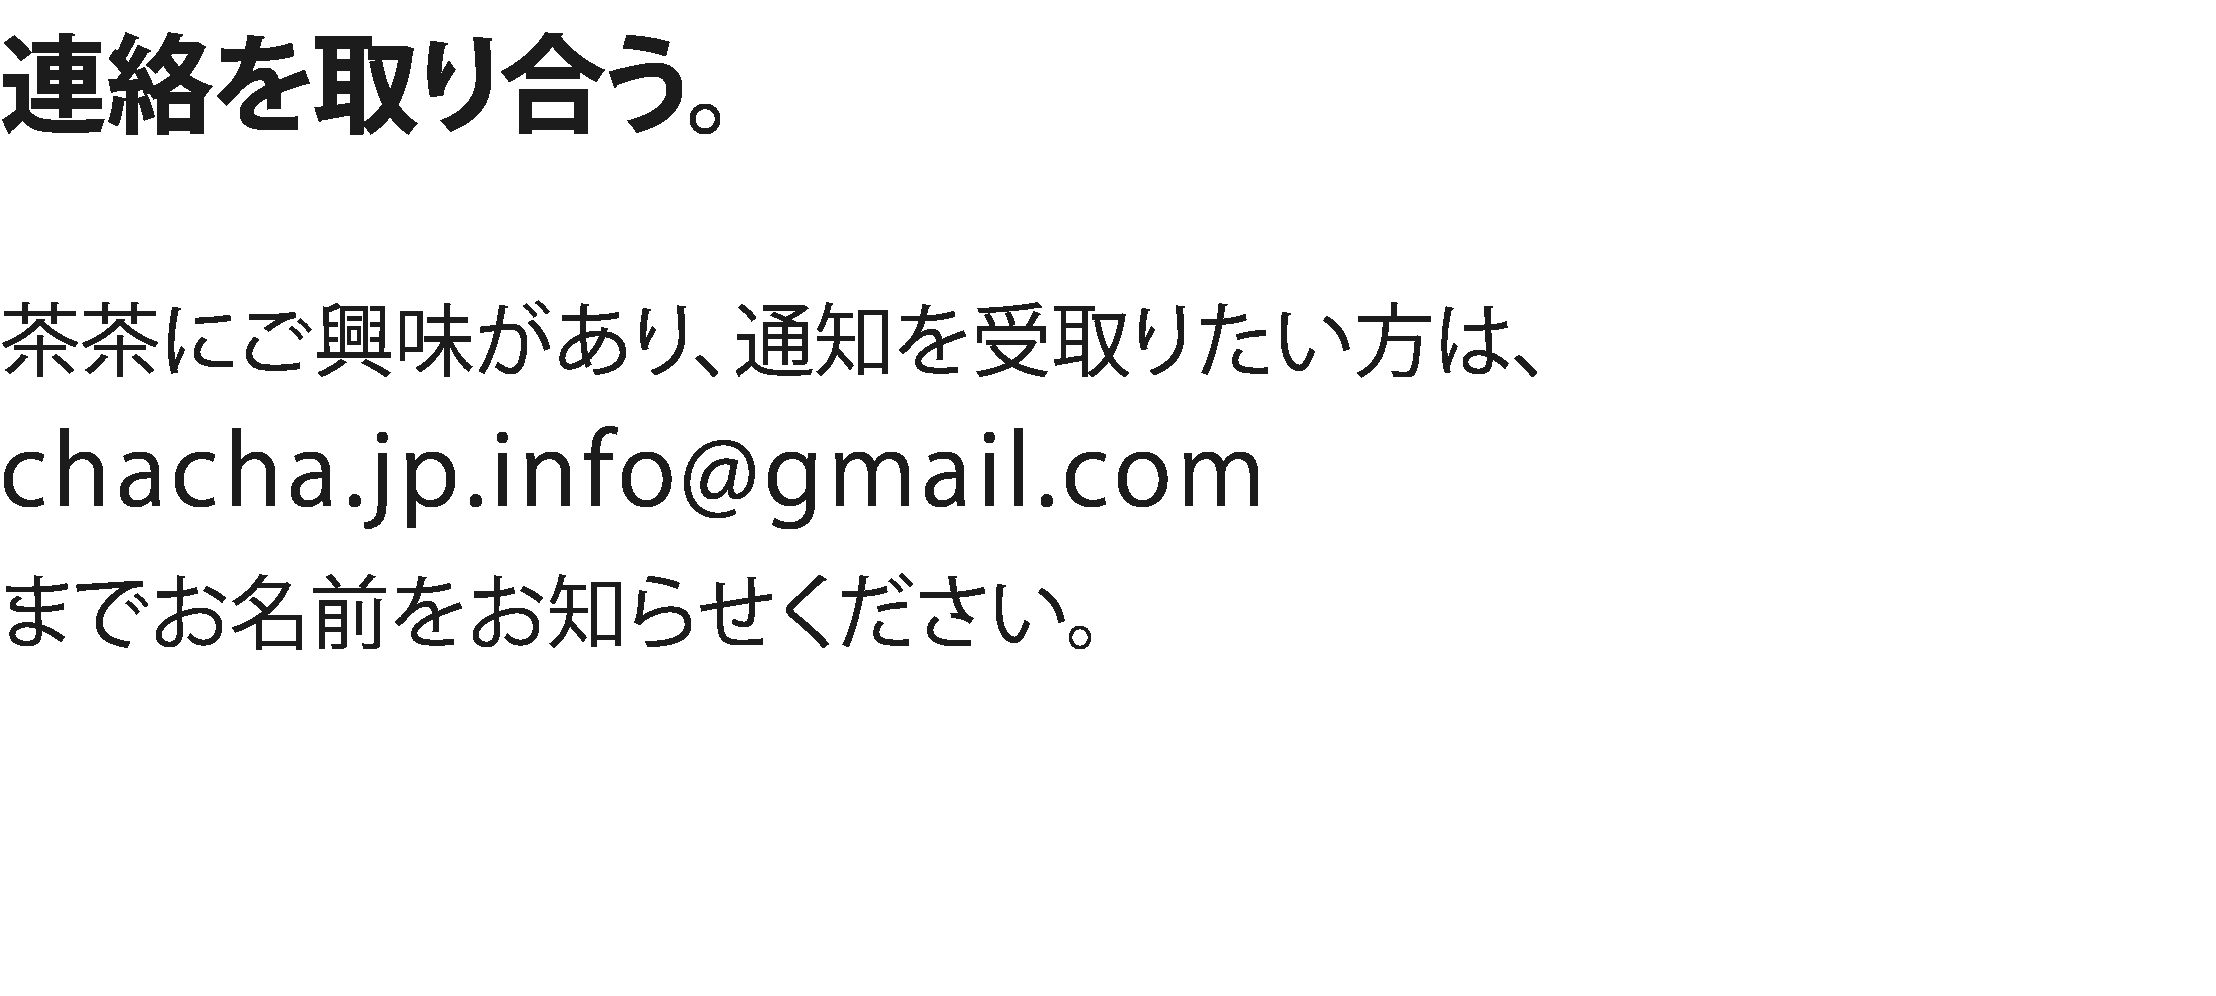 連絡を取り合う。
茶茶にご興味があり、通知を受取りたい方は、
chacha.jp.info@gmail.com
までお名前をお知らせください。